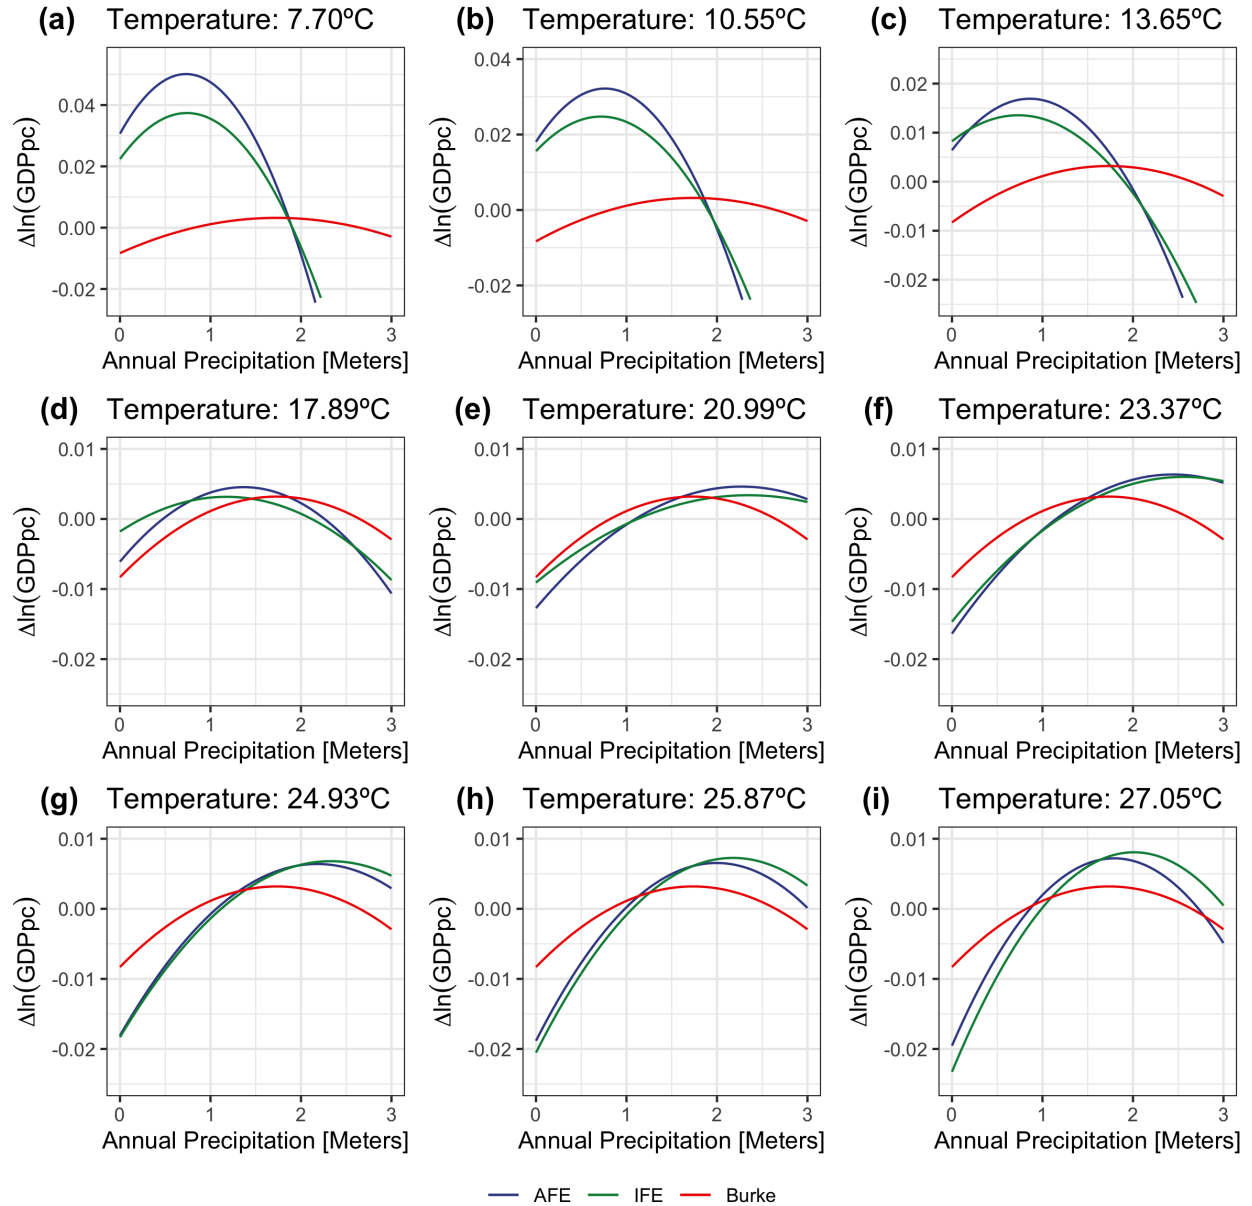 (a) Temperature: 7.70ºC (b) Temperature: 10.55ºC (c) Temperature: 13.65ºC
0.04
0.02
0.00
-0.02
Δln(GDPpc)
0 1 2 3
Annual Precipitation [Meters]
0.04
0.02
0.00
-0.02
Δln(GDPpc)
0 1 2 3
Annual Precipitation [Meters]
0.02
0.01
0.00
-0.01
-0.02
Δln(GDPpc)
0 1 2 3
Annual Precipitation [Meters]
(d) Temperature: 17.89ºC (e) Temperature: 20.99ºC (f) Temperature: 23.37ºC
0.01
0.00
-0.01
-0.02
Δln(GDPpc)
0 1 2 3
Annual Precipitation [Meters]
0.01
0.00
-0.01
-0.02
Δln(GDPpc)
0 1 2 3
Annual Precipitation [Meters]
0.01
0.00
-0.01
-0.02
Δln(GDPpc)
0 1 2 3
Annual Precipitation [Meters]
(g) Temperature: 24.93ºC (h) Temperature: 25.87ºC (i) Temperature: 27.05ºC
0.01
0.00
-0.01
-0.02
Δln(GDPpc)
0 1 2 3
Annual Precipitation [Meters]
0.01
0.00
-0.01
-0.02
Δln(GDPpc)
0 1 2 3
Annual Precipitation [Meters]
0.01
0.00
-0.01
-0.02
Δln(GDPpc)
0 1 2 3
Annual Precipitation [Meters]
AFE IFE Burke